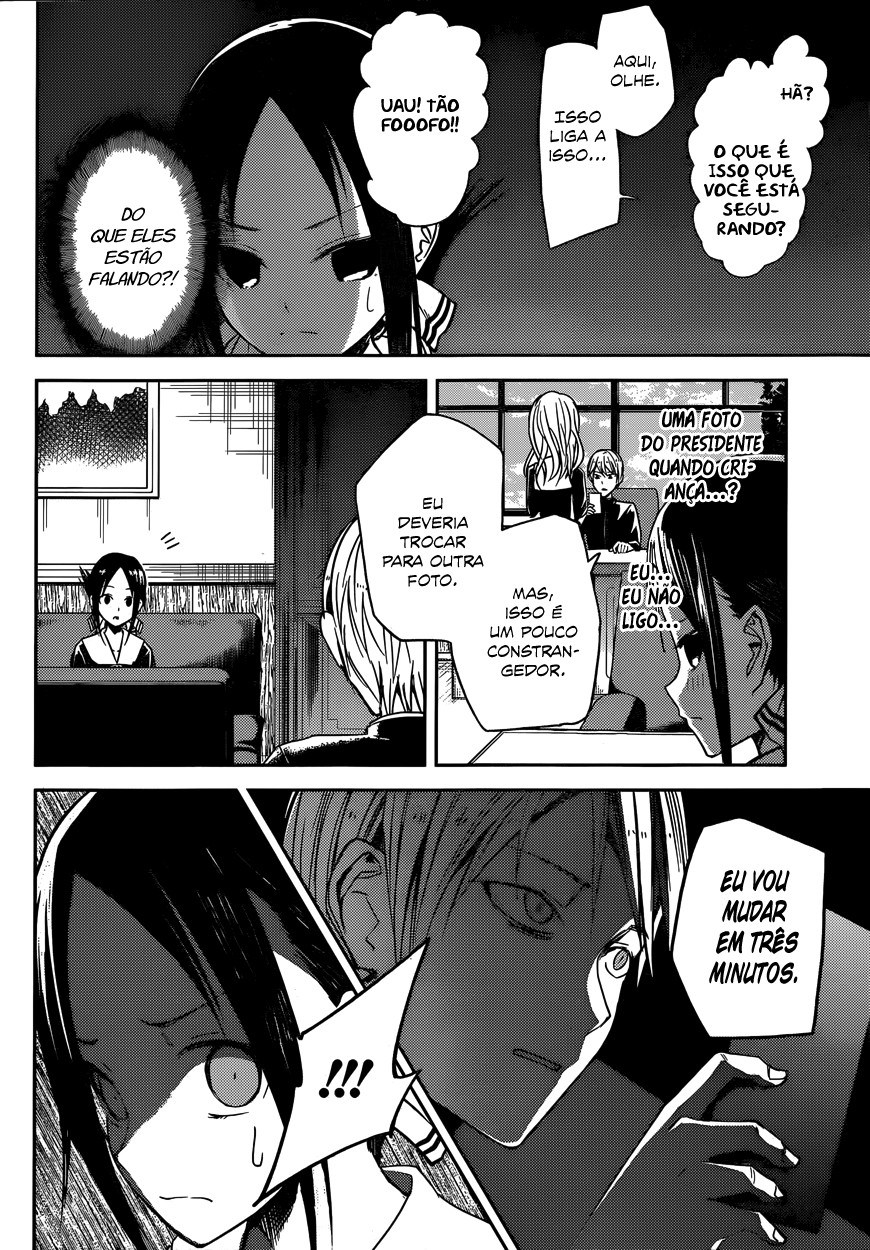 HÃ?
O QUE É
ISSO QUE
VOCÊ ESTÁ
SEGU-
RANDO?
AQUI,
OLHE.
ISSO
LIGA A
ISSO...
UAU! TÃO
FOOOFO!!
DO
QUE ELES
ESTÃO
FALANDO?!
UMA FOTO
DO PRESIDENTE
QUANDO CRI-
ANÇA...?
EU...
EU NÃO
LIGO...
MAS,
ISSO É
UM POUCO
CONSTRAN-
GEDOR.
EU
DEVERIA
TROCAR
PARA OUTRA
FOTO.
EU VOU
MUDAR
EM TRÊS
MINUTOS.
!!!